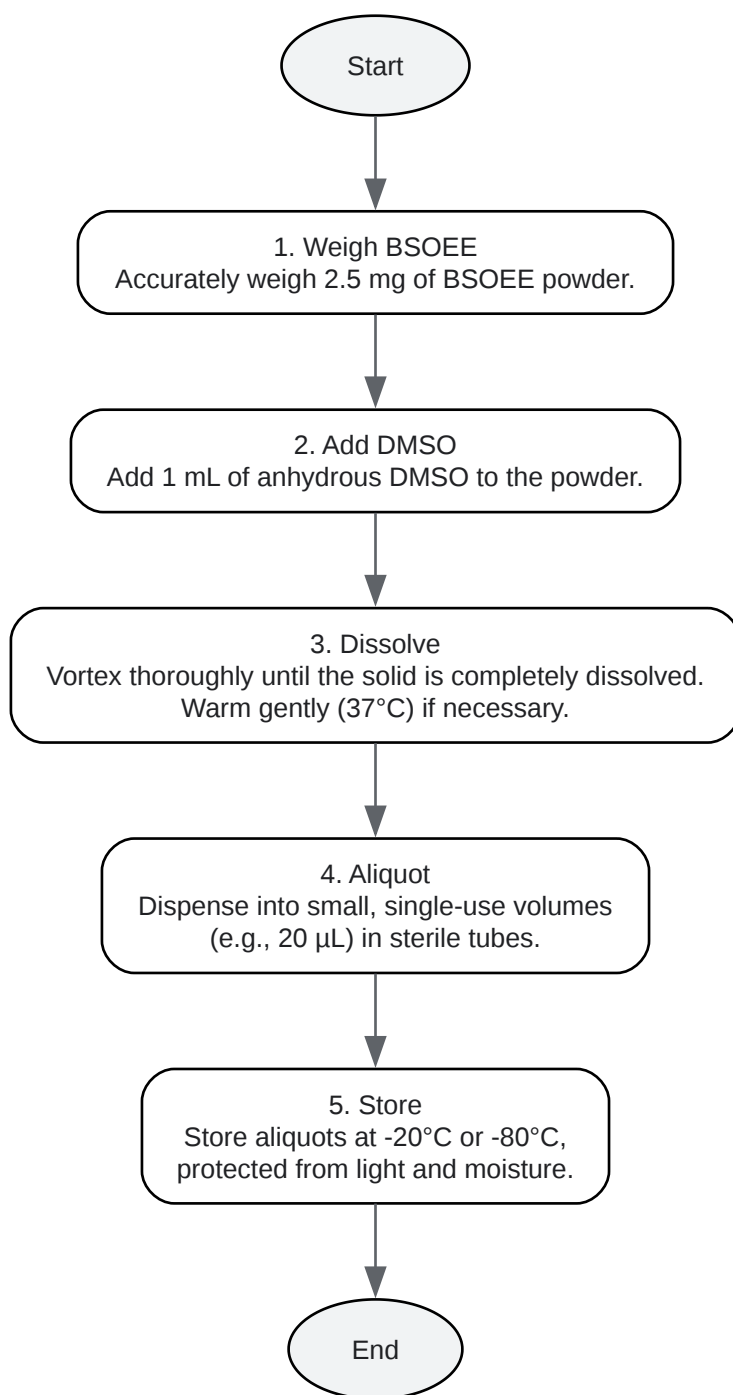 Start
1. Weigh BSOEE
Accurately weigh 2.5 mg of BSOEE powder.
2. Add DMSO
Add 1 mL of anhydrous DMSO to the powder.
3. Dissolve
Vortex thoroughly until the solid is completely dissolved.
Warm gently (37°C) if necessary.
4. Aliquot
Dispense into small, single-use volumes
(e.g., 20 µL) in sterile tubes.
5. Store
Store aliquots at -20°C or -80°C,
protected from light and moisture.
End